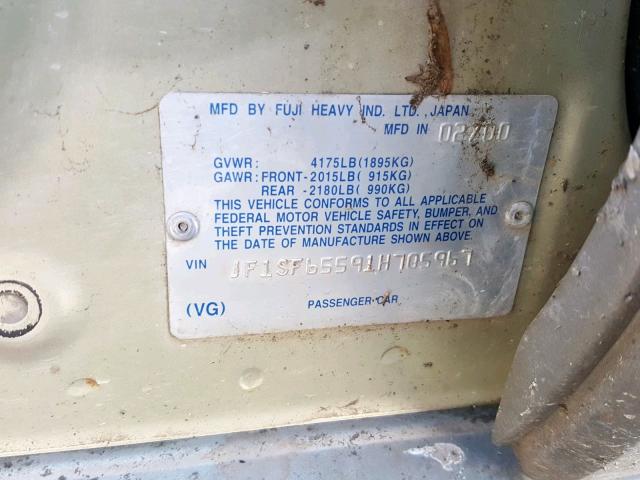 MFD BY FUJI HEAVY IND. LTD., JAPAN.
MFD IN 02/00
GVWR: 4175LB(1895KG)
GAWR: FRONT-2015LB( 915KG)
REAR -2180LB( 990KG)
THIS VEHICLE CONFORMS TO ALL APPLICABLE
FEDERAL MOTOR VEHICLE SAFETY, BUMPER, AND
THEFT PREVENTION STANDARDS IN EFFECT ON
THE DATE OF MANUFACTURE SHOWN ABOVE.
VIN JF1SF65591H705967
(VG) PASSENGER CAR